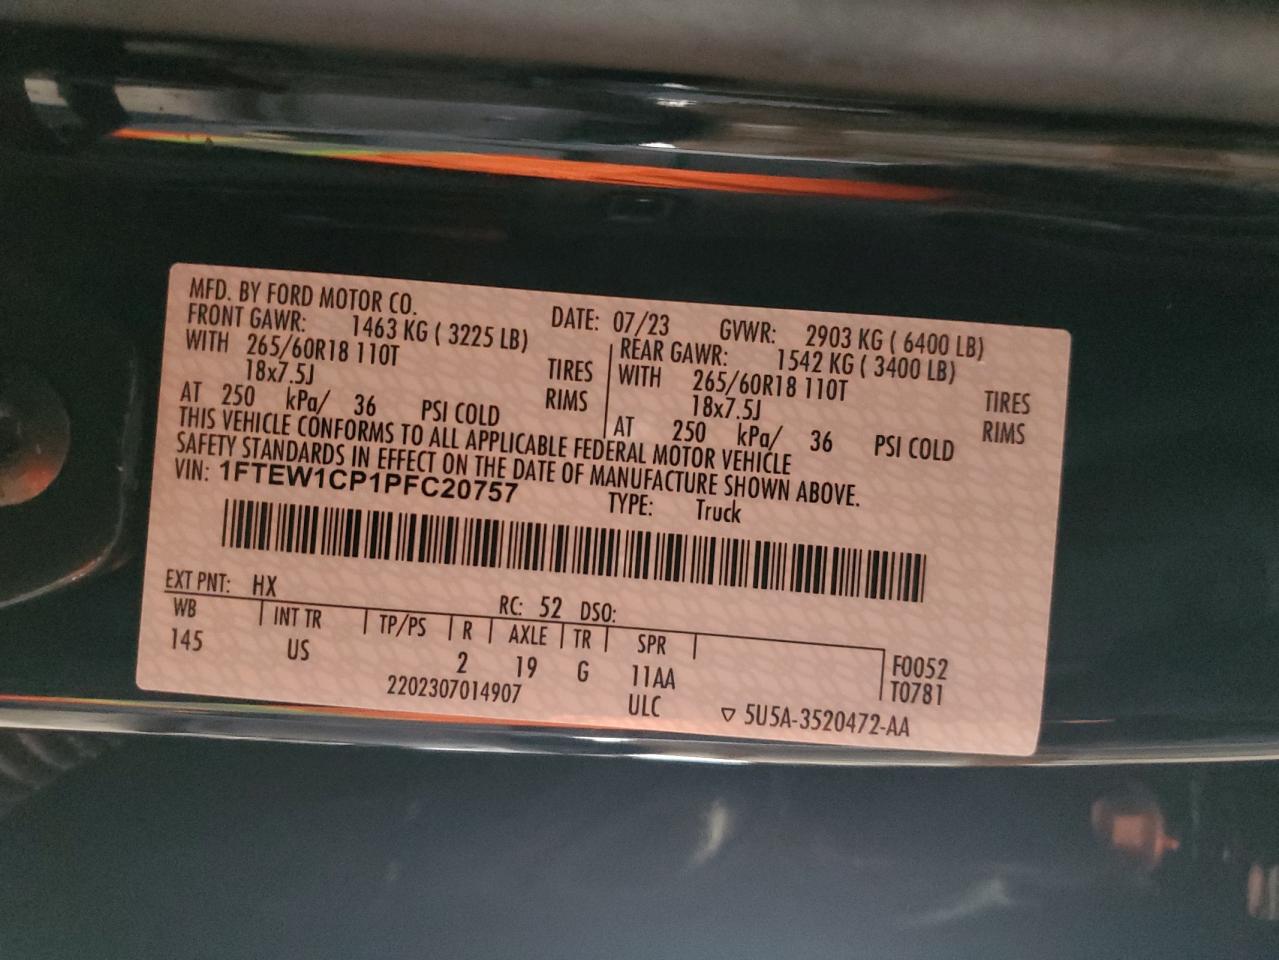 MFD. BY FORD MOTOR CO.
DATE: 07/23 GVWR: 2903 KG ( 6400 LB)
FRONT GAWR: 1463 KG ( 3225 LB) REAR GAWR: 1542 KG ( 3400 LB)
WITH 265/60R18 110T TIRES WITH 265/60R18 110T TIRES
18x7.5J RIMS 18x7.5J RIMS
AT 250 kPa/ 36 PSI COLD AT 250 kPa/ 36 PSI COLD
THIS VEHICLE CONFORMS TO ALL APPLICABLE FEDERAL MOTOR VEHICLE
SAFETY STANDARDS IN EFFECT ON THE DATE OF MANUFACTURE SHOWN ABOVE.
VIN: 1FTEW1CP1PFC20757
TYPE: Truck
EXT PNT: HX RC: 52 DSO:
WB INT TR TP/PS R AXLE TR SPR
145 US 2 19 G 11AA F0052
T0781
2202307014907 ULC ▽ 5U5A-3520472-AA